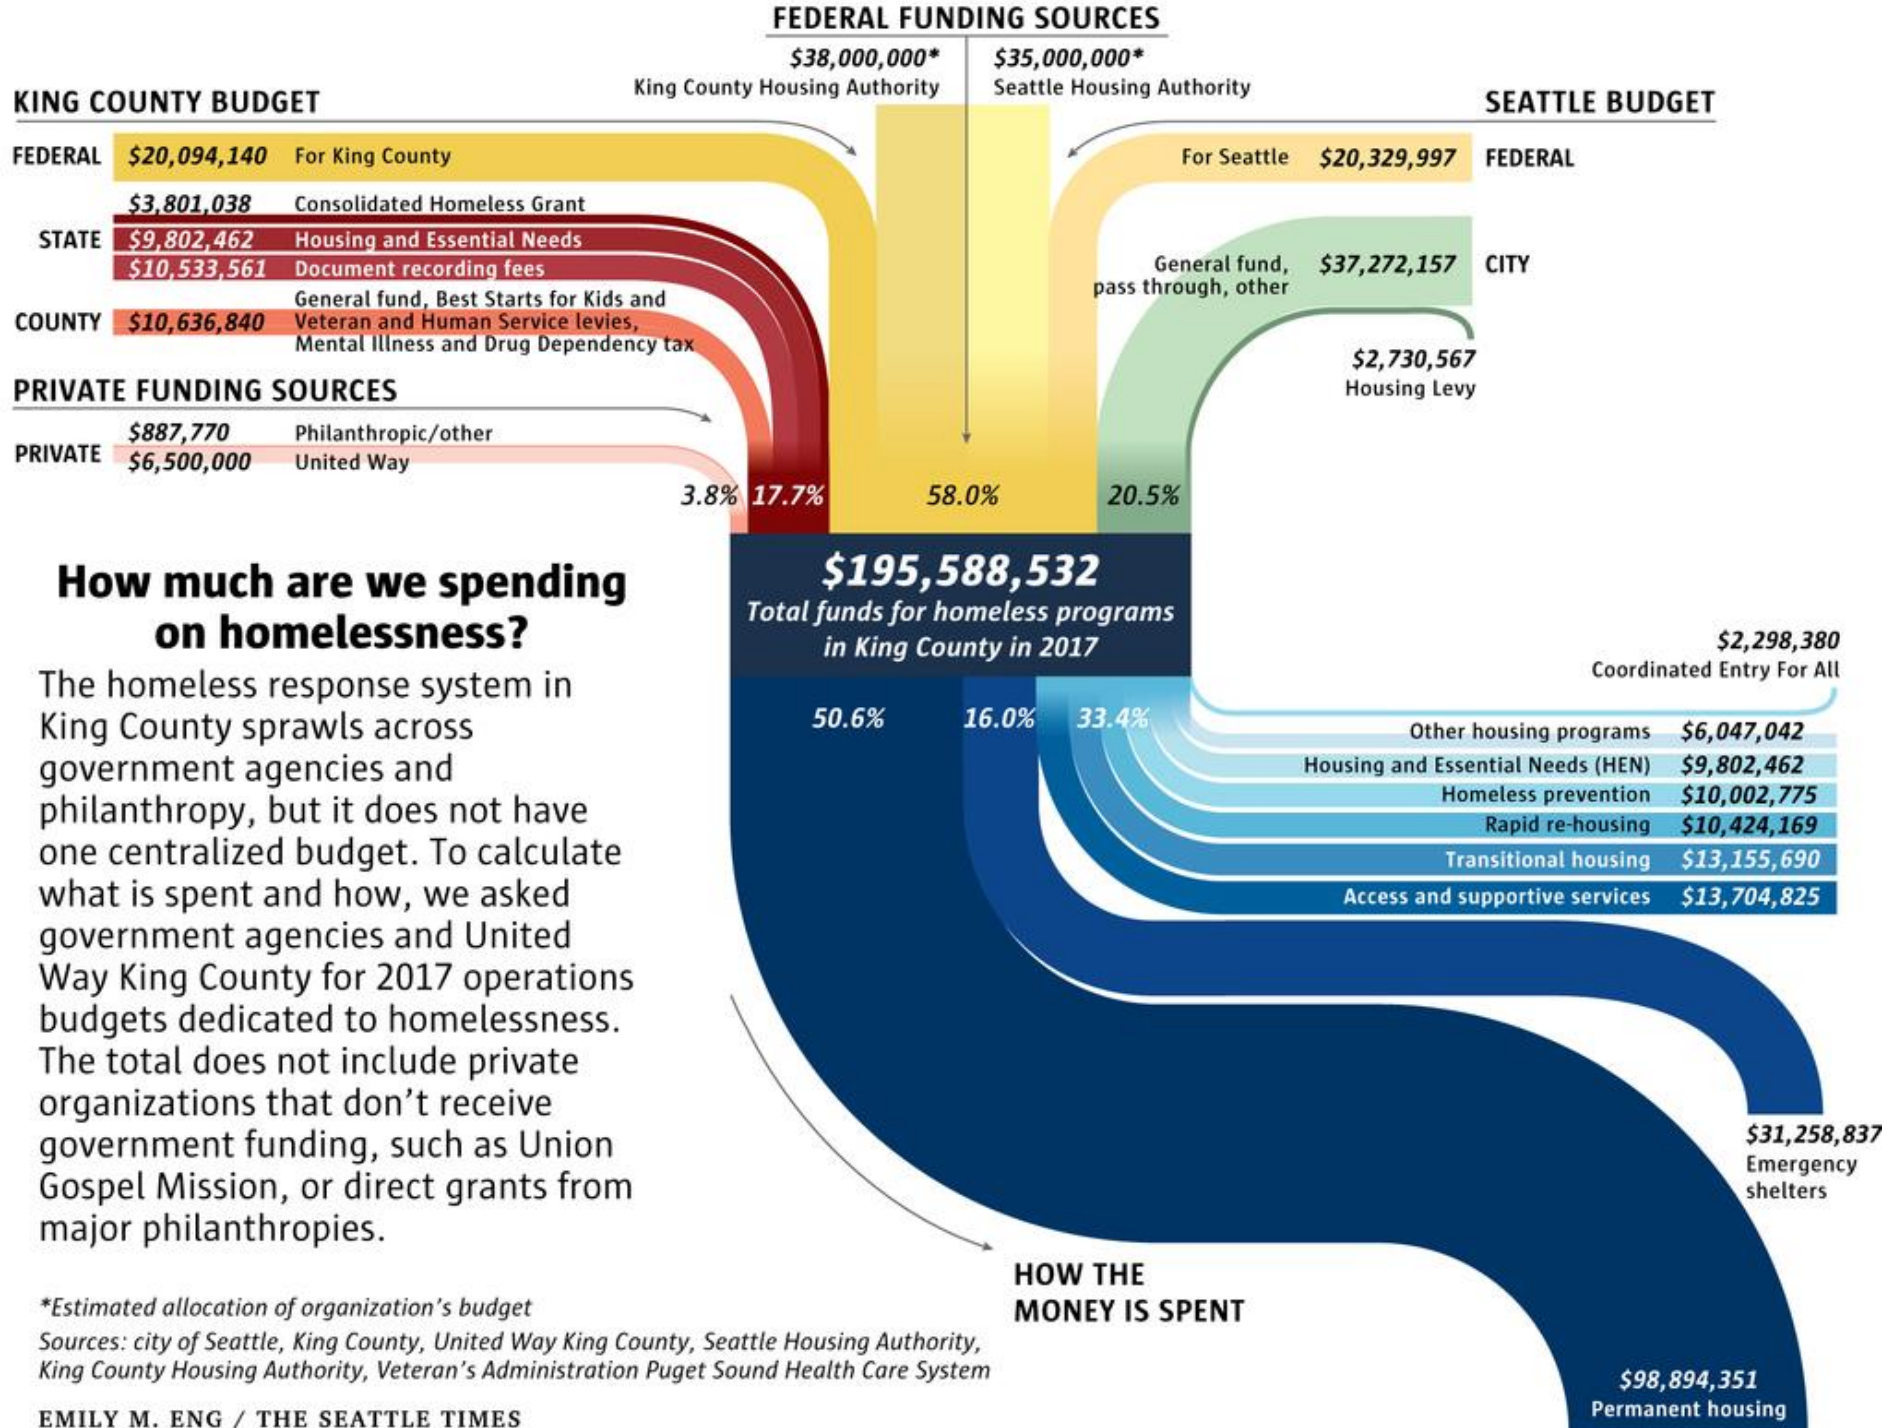 FEDERAL FUNDING SOURCES
$38,000,000*
King County Housing Authority
$35,000,000*
Seattle Housing Authority
KING COUNTY BUDGET
FEDERAL $20,094,140 For King County
$3,801,038 Consolidated Homeless Grant
STATE $9,802,462 Housing and Essential Needs
$10,533,561 Document recording fees
General fund, Best Starts for Kids and
COUNTY $10,636,840 Veteran and Human Service levies,
Mental Illness and Drug Dependency tax
PRIVATE FUNDING SOURCES
$887,770 Philanthropic/other
PRIVATE $6,500,000 United Way
SEATTLE BUDGET
For Seattle $20,329,997 FEDERAL
General fund, $37,272,157 CITY
pass through, other
$2,730,567
Housing Levy
3.8% 17.7% 58.0% 20.5%
$195,588,532
Total funds for homeless programs
in King County in 2017
How much are we spending
on homelessness?
The homeless response system in
King County sprawls across
government agencies and
philanthropy, but it does not have
one centralized budget. To calculate
what is spent and how, we asked
government agencies and United
Way King County for 2017 operations
budgets dedicated to homelessness.
The total does not include private
organizations that don't receive
government funding, such as Union
Gospel Mission, or direct grants from
major philanthropies.
50.6% 16.0% 33.4%
$2,298,380
Coordinated Entry For All
Other housing programs $6,047,042
Housing and Essential Needs (HEN) $9,802,462
Homeless prevention $10,002,775
Rapid re-housing $10,424,169
Transitional housing $13,155,690
Access and supportive services $13,704,825
$31,258,837
Emergency
shelters
HOW THE
MONEY IS SPENT
$98,894,351
Permanent housing
*Estimated allocation of organization's budget
Sources: city of Seattle, King County, United Way King County, Seattle Housing Authority,
King County Housing Authority, Veteran's Administration Puget Sound Health Care System
EMILY M. ENG / THE SEATTLE TIMES